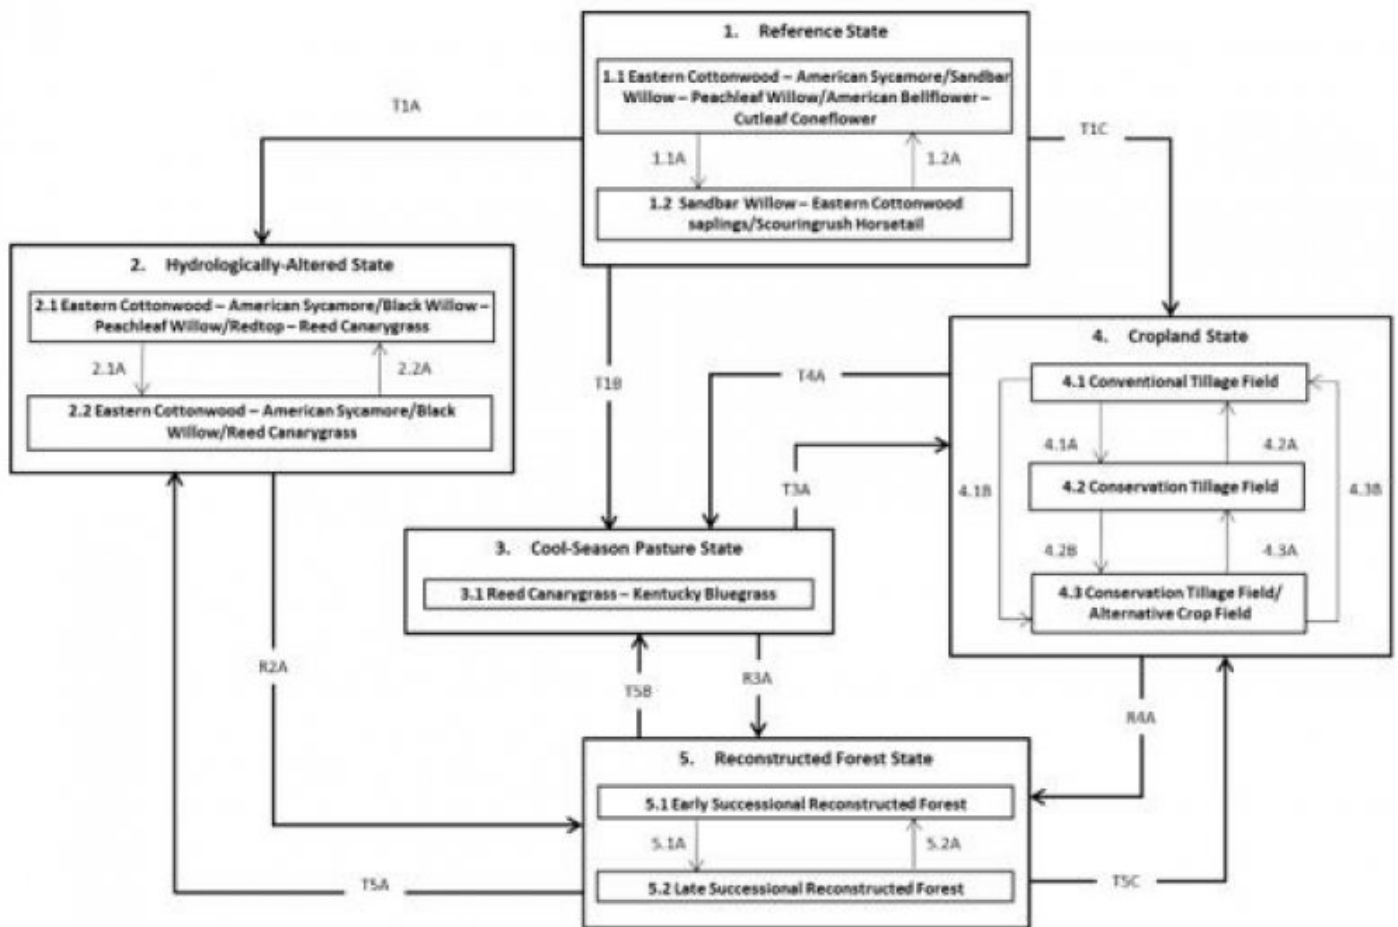 1. Reference State
1.1 Eastern Cottonwood – American Sycamore/Sandbar
Willow – Peachleaf Willow/American Bellflower –
Cutleaf Coneflower
1.1A
1.2A
1.2 Sandbar Willow – Eastern Cottonwood
saplings/Scouringrush Horsetail
T1A
T1C
2. Hydrologically-Altered State
2.1 Eastern Cottonwood – American Sycamore/Black Willow –
Peachleaf Willow/Redtop – Reed Canarygrass
2.1A
2.2A
2.2 Eastern Cottonwood – American Sycamore/Black
Willow/Reed Canarygrass
T1B
T4A
T3A
4. Cropland State
4.1 Conventional Tillage Field
4.1A
4.2A
4.1B
4.2 Conservation Tillage Field
4.3B
4.2B
4.3A
4.3 Conservation Tillage Field/
Alternative Crop Field
3. Cool-Season Pasture State
3.1 Reed Canarygrass – Kentucky Bluegrass
R2A
T5B
R3A
R4A
5. Reconstructed Forest State
5.1 Early Successional Reconstructed Forest
5.1A
5.2A
5.2 Late Successional Reconstructed Forest
T5A
T5C